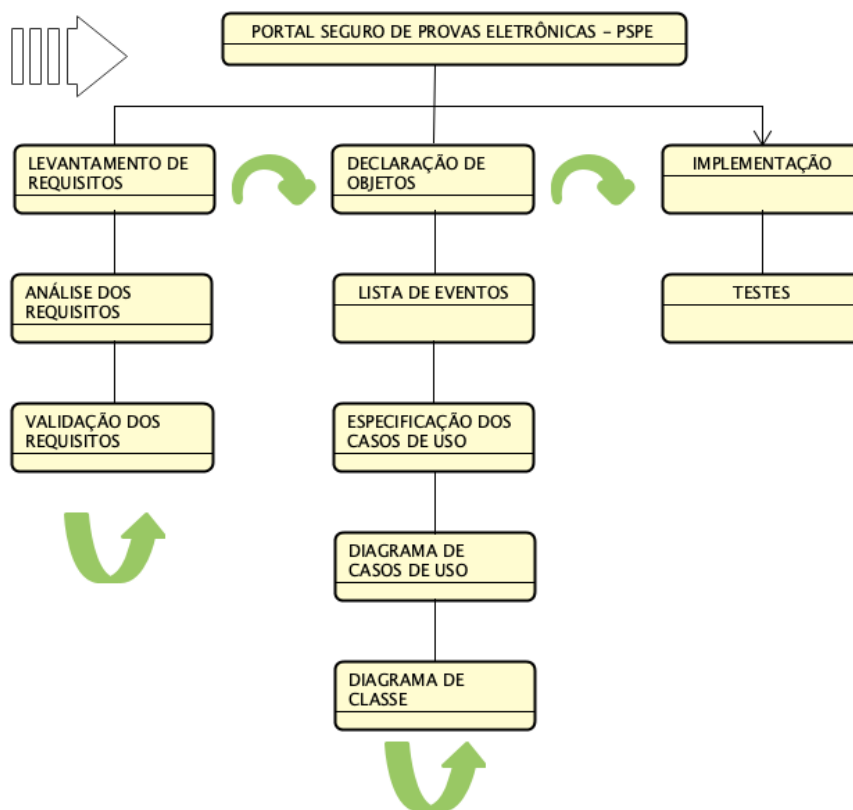 PORTAL SEGURO DE PROVAS ELETRÔNICAS – PSPE
LEVANTAMENTO DE
REQUISITOS
DECLARAÇÃO DE
OBJETOS
IMPLEMENTAÇÃO
ANÁLISE DOS
REQUISITOS
LISTA DE EVENTOS
TESTES
VALIDAÇÃO DOS
REQUISITOS
ESPECIFICAÇÃO DOS
CASOS DE USO
DIAGRAMA DE
CASOS DE USO
DIAGRAMA DE
CLASSE